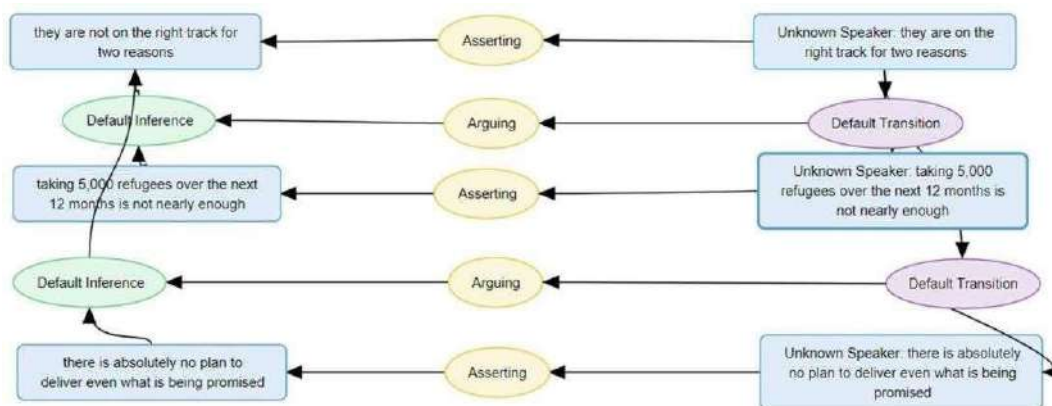 they are not on the right track for
two reasons
Asserting
Unknown Speaker: they are on the
right track for two reasons
Default Inference
Arguing
Default Transition
taking 5,000 refugees over the next
12 months is not nearly enough
Asserting
Unknown Speaker: taking 5,000
refugees over the next 12 months is
not nearly enough
Default Inference
Arguing
Default Transition
there is absolutely no plan to
deliver even what is being promised
Asserting
Unknown Speaker: there is absolutely
no plan to deliver even what is being
promised